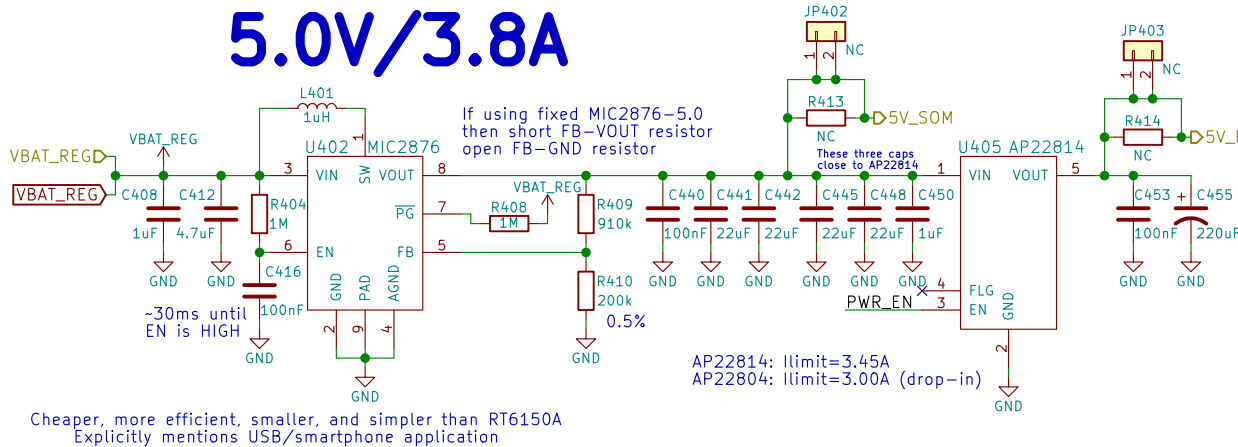 5.0V/3.8A
JP402
1
2
NC
R413
NC
5V_SOM
JP403
1
2
NC
R414
NC
5V_
L401
1uH
If using fixed MIC2876-5.0
then short FB-VOUT resistor
open FB-GND resistor
These three caps
close to AP22814
VBAT_REG
VBAT_REG
VBAT_REG
C408
1uF
C412
4.7uF
R404
1M
C416
100nF
~30ms until
EN is HIGH
U402
MIC2876
3
VIN
1
SW
VOUT
8
PG
7
FB
5
6
EN
GND
PAD
AGND
2
9
4
R408
1M
VBAT_REG
R409
910k
R410
200k
0.5%
C440
100nF
C441
22uF
C442
22uF
C445
22uF
C448
22uF
C450
1uF
U405
AP22814
1
VIN
VOUT
5
4
FLG
PWR_EN
3
EN
GND
2
C453
100nF
C455
+
220uF
GND
GND
GND
GND
GND
GND
GND
GND
GND
GND
GND
GND
GND
GND
AP22814: Ilimit=3.45A
AP22804: Ilimit=3.00A (drop-in)
Cheaper, more efficient, smaller, and simpler than RT6150A
Explicitly mentions USB/smartphone application